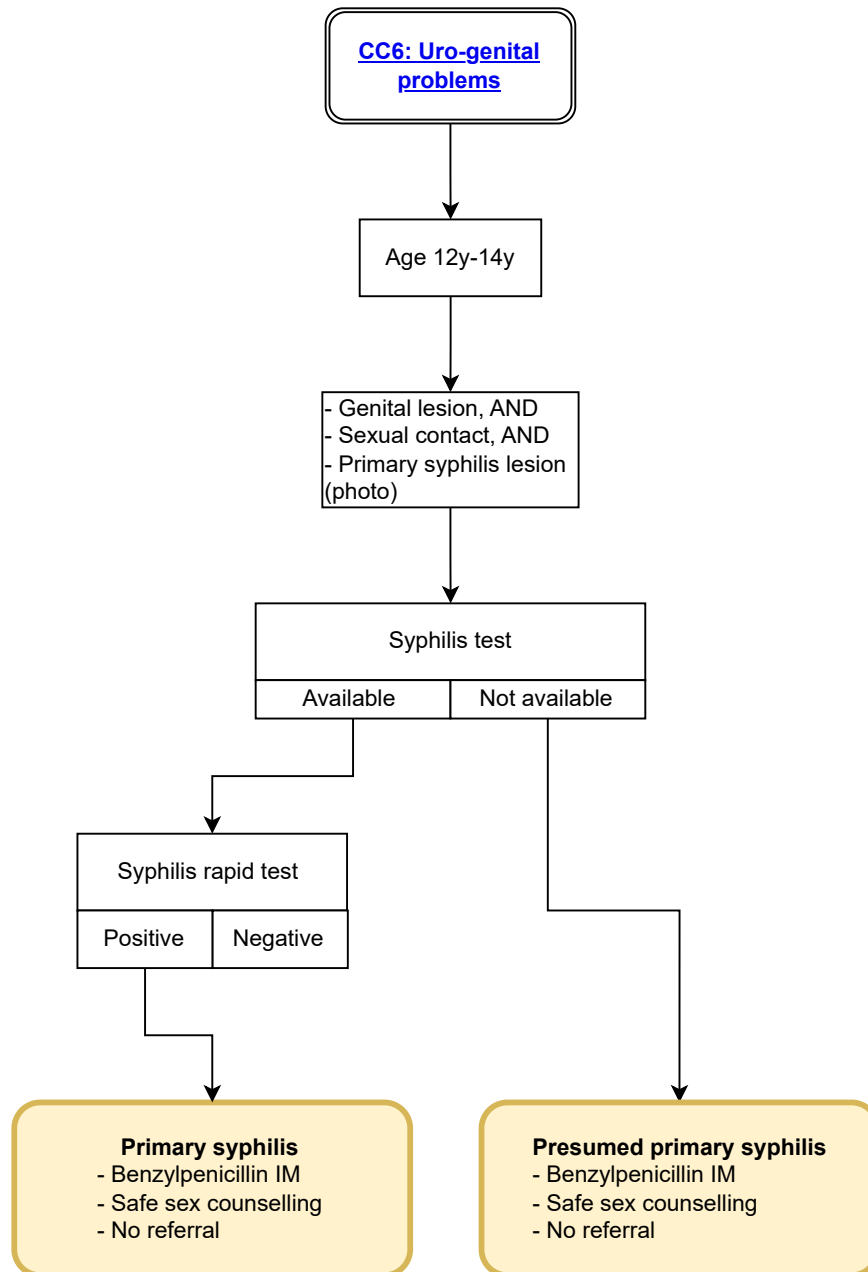 CC6: Uro-genital
problems
Age 12y-14y
- Genital lesion, AND
- Sexual contact, AND
- Primary syphilis lesion
(photo)
Syphilis test
Available
Not available
Syphilis rapid test
Positive
Negative
Primary syphilis
- Benzylpenicillin IM
- Safe sex counselling
- No referral
Presumed primary syphilis
- Benzylpenicillin IM
- Safe sex counselling
- No referral